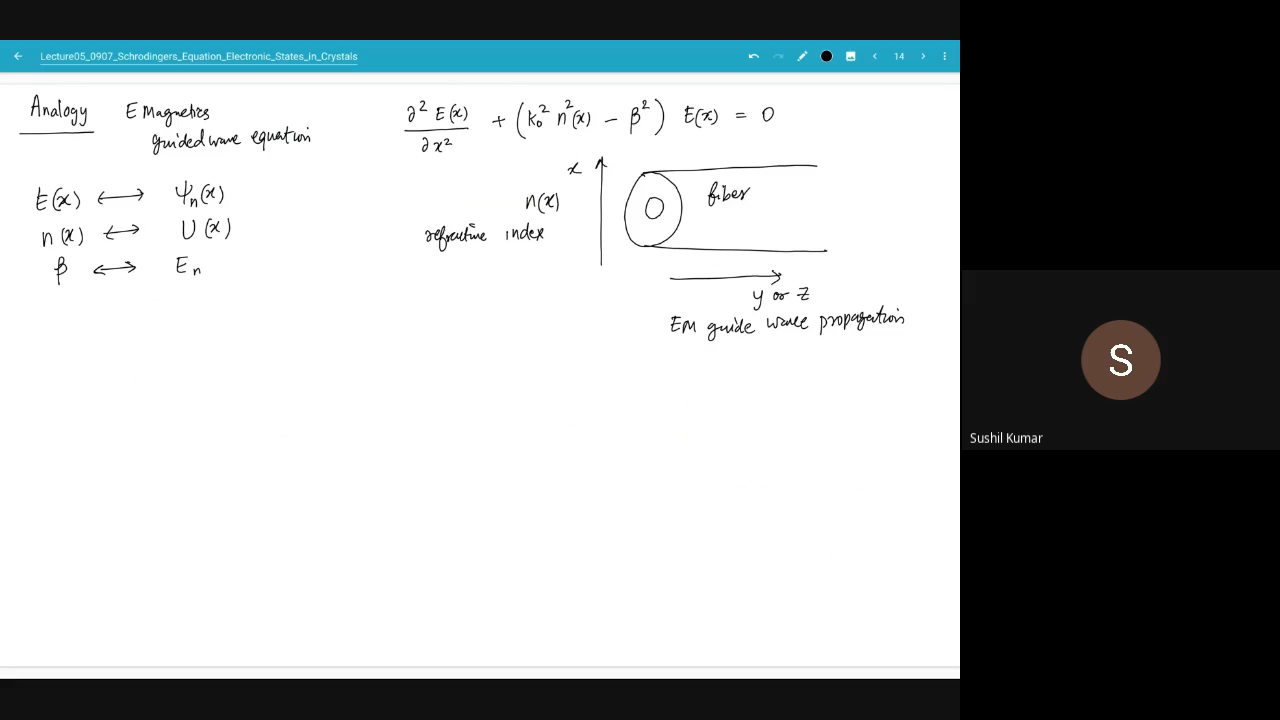 Lecture05_0907_Schrodingers_Equation_Electronic_States_in_Crystals
14
Analogy E Magnetics
guided wave equation
∂² E(x) / ∂x² + (k₀² n²(x) − β²) E(x) = 0
E(x) ⟷ Ψₙ(x)
n(x) ⟷ U(x)
β ⟷ Eₙ
x
n(x)
refractive index
fiber
y or z
EM guide wave propagation
S
Sushil Kumar